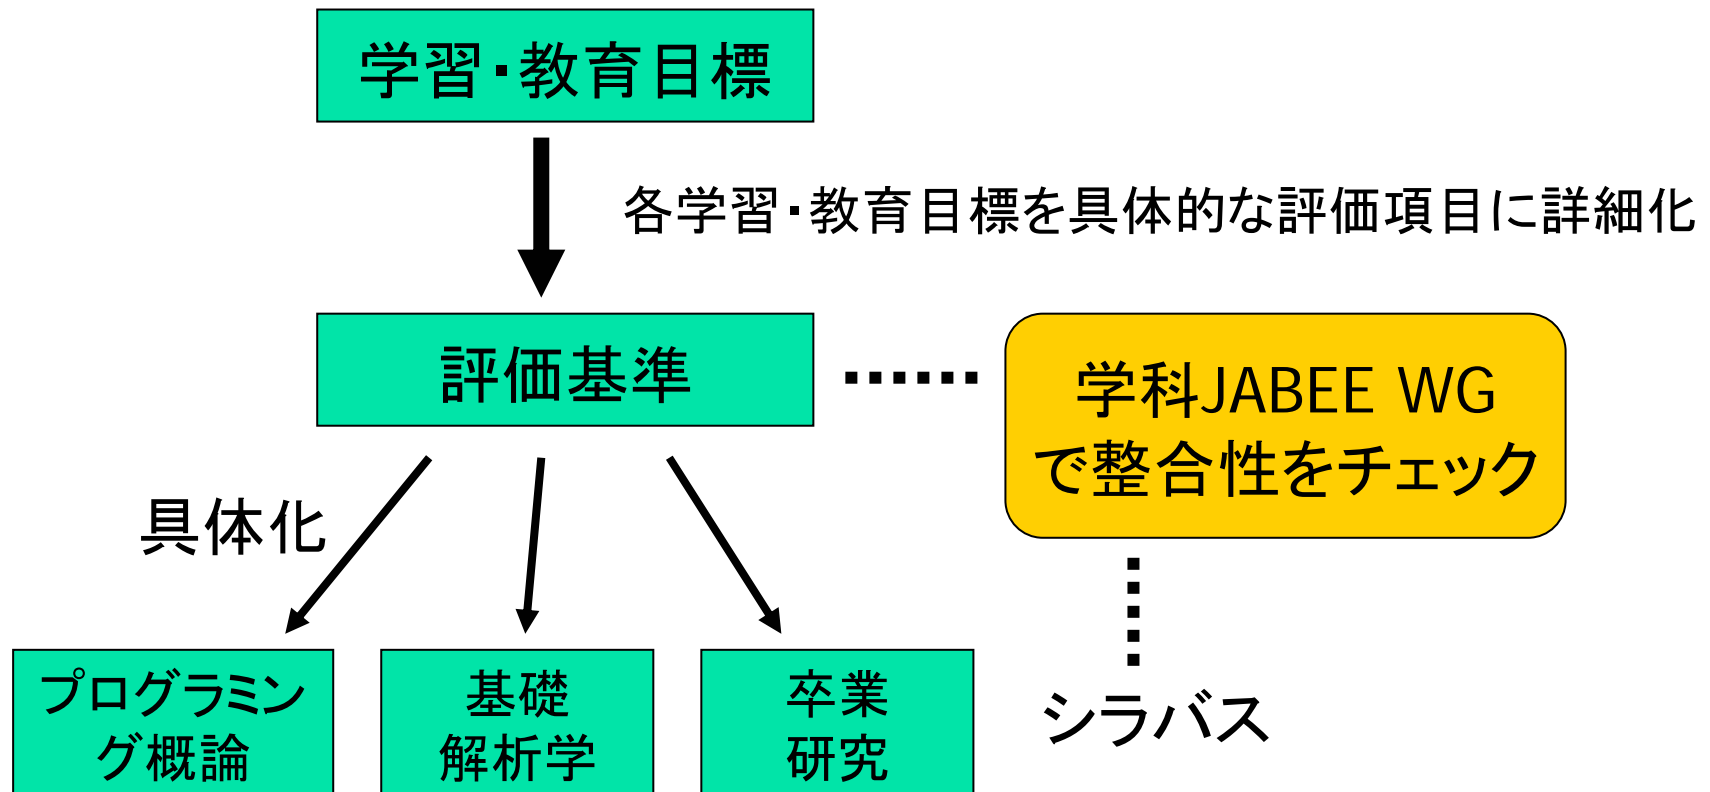 学習・教育目標
各学習・教育目標を具体的な評価項目に詳細化
評価基準
学科JABEE WG
で整合性をチェック
具体化
プログラミン
グ概論
基礎
解析学
卒業
研究
シラバス